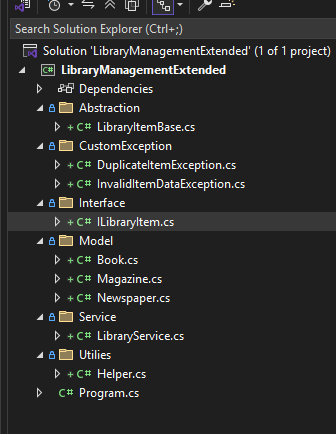 Search Solution Explorer (Ctrl+;)
Solution 'LibraryManagementExtended' (1 of 1 project)
C# LibraryManagementExtended
Dependencies
Abstraction
+ C# LibraryItemBase.cs
CustomException
+ C# DuplicateItemException.cs
+ C# InvalidItemDataException.cs
Interface
+ C# ILibraryItem.cs
Model
+ C# Book.cs
+ C# Magazine.cs
+ C# Newspaper.cs
Service
+ C# LibraryService.cs
Utilies
+ C# Helper.cs
C# Program.cs